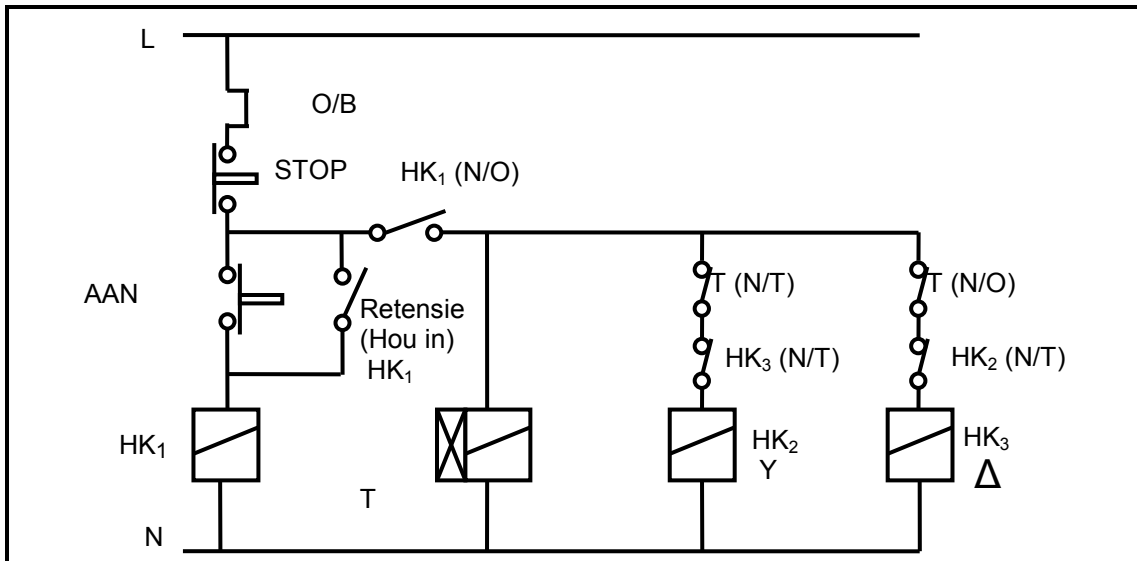 L
O/B
STOP
HK₁ (N/O)
AAN
Retensie
(Hou in)
HK₁
T (N/T)
T (N/O)
HK₃ (N/T)
HK₂ (N/T)
HK₁
T
HK₂
Y
HK₃
Δ
N